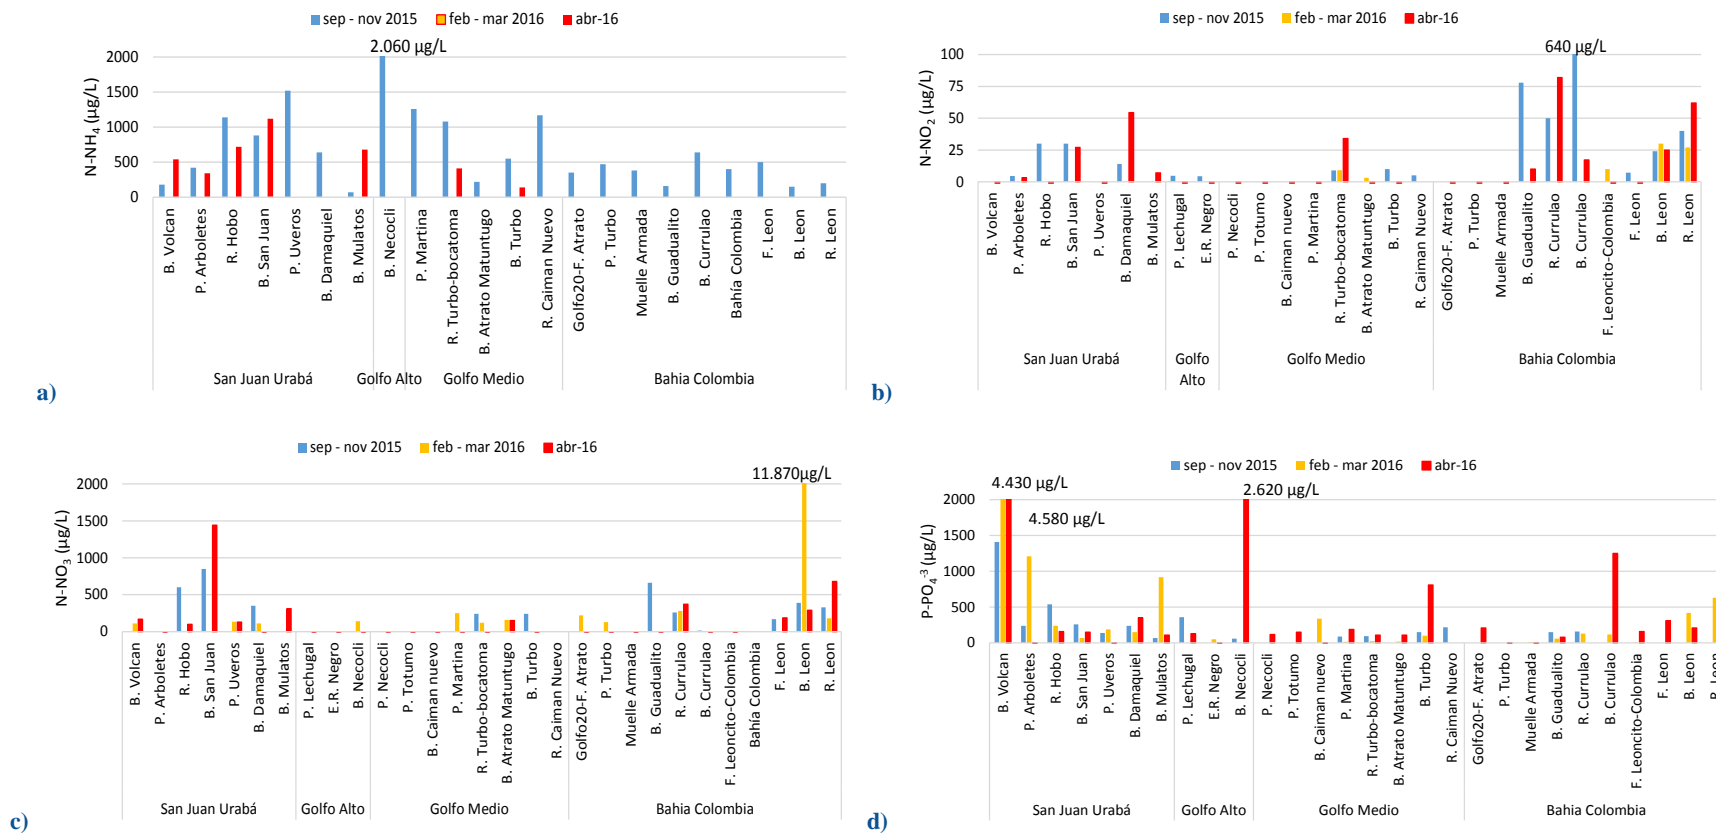 sep - nov 2015 feb - mar 2016 abr-16
2.060 µg/L
N-NH4 (µg/L)
2000
1500
1000
500
0
B. Volcan
P. Arboletes
R. Hobo
B. San Juan
P. Uveros
B. Damaquiel
B. Mulatos
B. Necocli
P. Martina
R. Turbo-bocatoma
B. Atrato Matuntugo
B. Turbo
R. Caiman Nuevo
Golfo20-F. Atrato
P. Turbo
Muelle Armada
B. Guadualito
B. Currulao
Bahía Colombia
F. Leon
B. Leon
R. Leon
San Juan Urabá Golfo Alto Golfo Medio Bahia Colombia
a)
sep - nov 2015 feb - mar 2016 abr-16
640 µg/L
N-NO2 (µg/L)
100
75
50
25
0
B. Volcan
P. Arboletes
R. Hobo
B. San Juan
P. Uveros
B. Damaquiel
B. Mulatos
P. Lechugal
E.R. Negro
P. Necocli
P. Totumo
B. Caiman nuevo
P. Martina
R. Turbo-bocatoma
B. Atrato Matuntugo
B. Turbo
R. Caiman Nuevo
Golfo20-F. Atrato
P. Turbo
Muelle Armada
B. Guadualito
R. Currulao
B. Currulao
F. Leoncito-Colombia
F. Leon
B. Leon
R. Leon
San Juan Urabá Golfo Alto Golfo Medio Bahia Colombia
b)
sep - nov 2015 feb - mar 2016 abr-16
11.870µg/L
N-NO3 (µg/L)
2000
1500
1000
500
0
B. Volcan
P. Arboletes
R. Hobo
B. San Juan
P. Uveros
B. Damaquiel
B. Mulatos
P. Lechugal
E.R. Negro
B. Necocli
P. Necocli
P. Totumo
B. Caiman nuevo
P. Martina
R. Turbo-bocatoma
B. Atrato Matuntugo
B. Turbo
R. Caiman Nuevo
Golfo20-F. Atrato
P. Turbo
Muelle Armada
B. Guadualito
R. Currulao
B. Currulao
F. Leoncito-Colombia
Bahía Colombia
F. Leon
B. Leon
R. Leon
San Juan Urabá Golfo Alto Golfo Medio Bahia Colombia
c)
sep - nov 2015 feb - mar 2016 abr-16
4.430 µg/L
2.620 µg/L
4.580 µg/L
P-PO4-3 (µg/L)
2000
1500
1000
500
0
B. Volcan
P. Arboletes
R. Hobo
B. San Juan
P. Uveros
B. Damaquiel
B. Mulatos
P. Lechugal
E.R. Negro
B. Necocli
P. Necocli
P. Totumo
B. Caiman nuevo
P. Martina
R. Turbo-bocatoma
B. Atrato Matuntugo
B. Turbo
R. Caiman Nuevo
Golfo20-F. Atrato
P. Turbo
Muelle Armada
B. Guadualito
R. Currulao
B. Currulao
F. Leoncito-Colombia
F. Leon
B. Leon
R. Leon
San Juan Urabá Golfo Alto Golfo Medio Bahia Colombia
d)